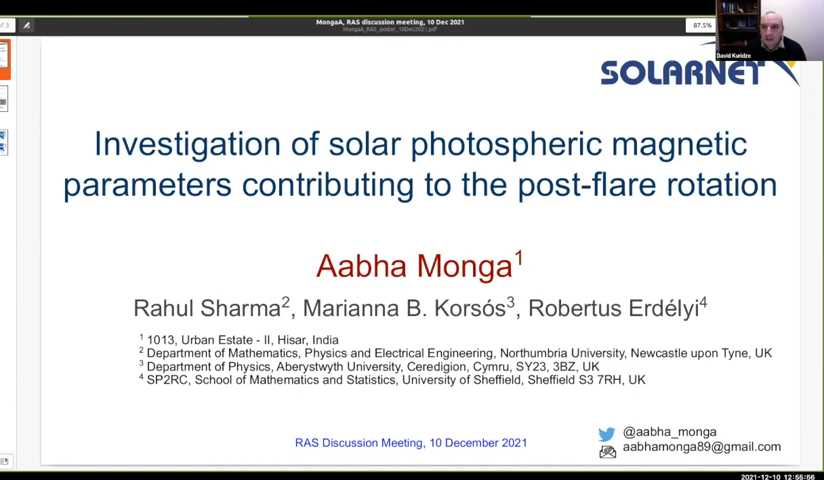 MongaA, RAS discussion meeting, 10 Dec 2021
MongaA_RAS_poster_10Dec2021.pdf
87.5%
David Kuridze
SOLARNET
Investigation of solar photospheric magnetic
parameters contributing to the post-flare rotation
Aabha Monga1
Rahul Sharma2, Marianna B. Korsós3, Robertus Erdélyi4
1 1013, Urban Estate - II, Hisar, India
2 Department of Mathematics, Physics and Electrical Engineering, Northumbria University, Newcastle upon Tyne, UK
3 Department of Physics, Aberystwyth University, Ceredigion, Cymru, SY23, 3BZ, UK
4 SP2RC, School of Mathematics and Statistics, University of Sheffield, Sheffield S3 7RH, UK
@aabha_monga
RAS Discussion Meeting, 10 December 2021
aabhamonga89@gmail.com
2021-12-10 12:55:56